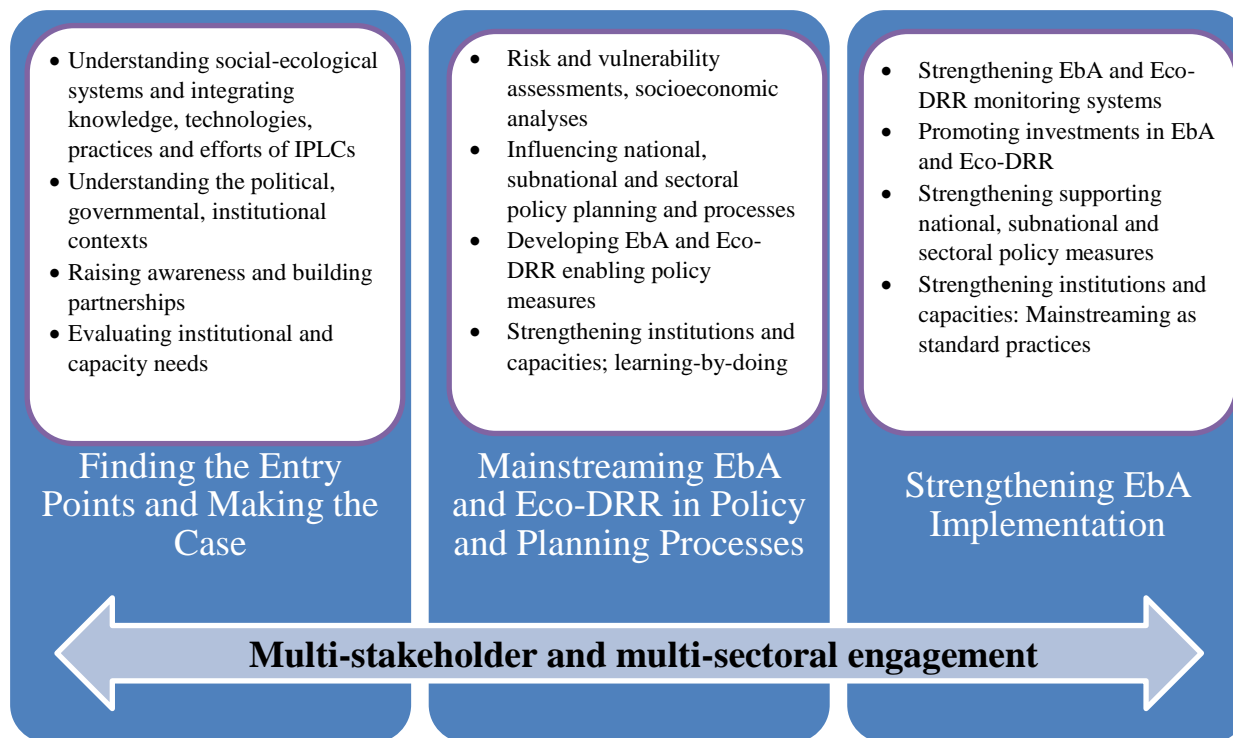 • Understanding social-ecological
systems and integrating
knowledge, technologies,
practices and efforts of IPLCs
• Understanding the political,
governmental, institutional
contexts
• Raising awareness and building
partnerships
• Evaluating institutional and
capacity needs
Finding the Entry
Points and Making the
Case
• Risk and vulnerability
assessments, socioeconomic
analyses
• Influencing national,
subnational and sectoral
policy planning and processes
• Developing EbA and Eco-
DRR enabling policy
measures
• Strengthening institutions and
capacities; learning-by-doing
Mainstreaming EbA
and Eco-DRR in Policy
and Planning Processes
• Strengthening EbA and Eco-
DRR monitoring systems
• Promoting investments in EbA
and Eco-DRR
• Strengthening supporting
national, subnational and
sectoral policy measures
• Strengthening institutions and
capacities: Mainstreaming as
standard practices
Strengthening EbA
Implementation
Multi-stakeholder and multi-sectoral engagement